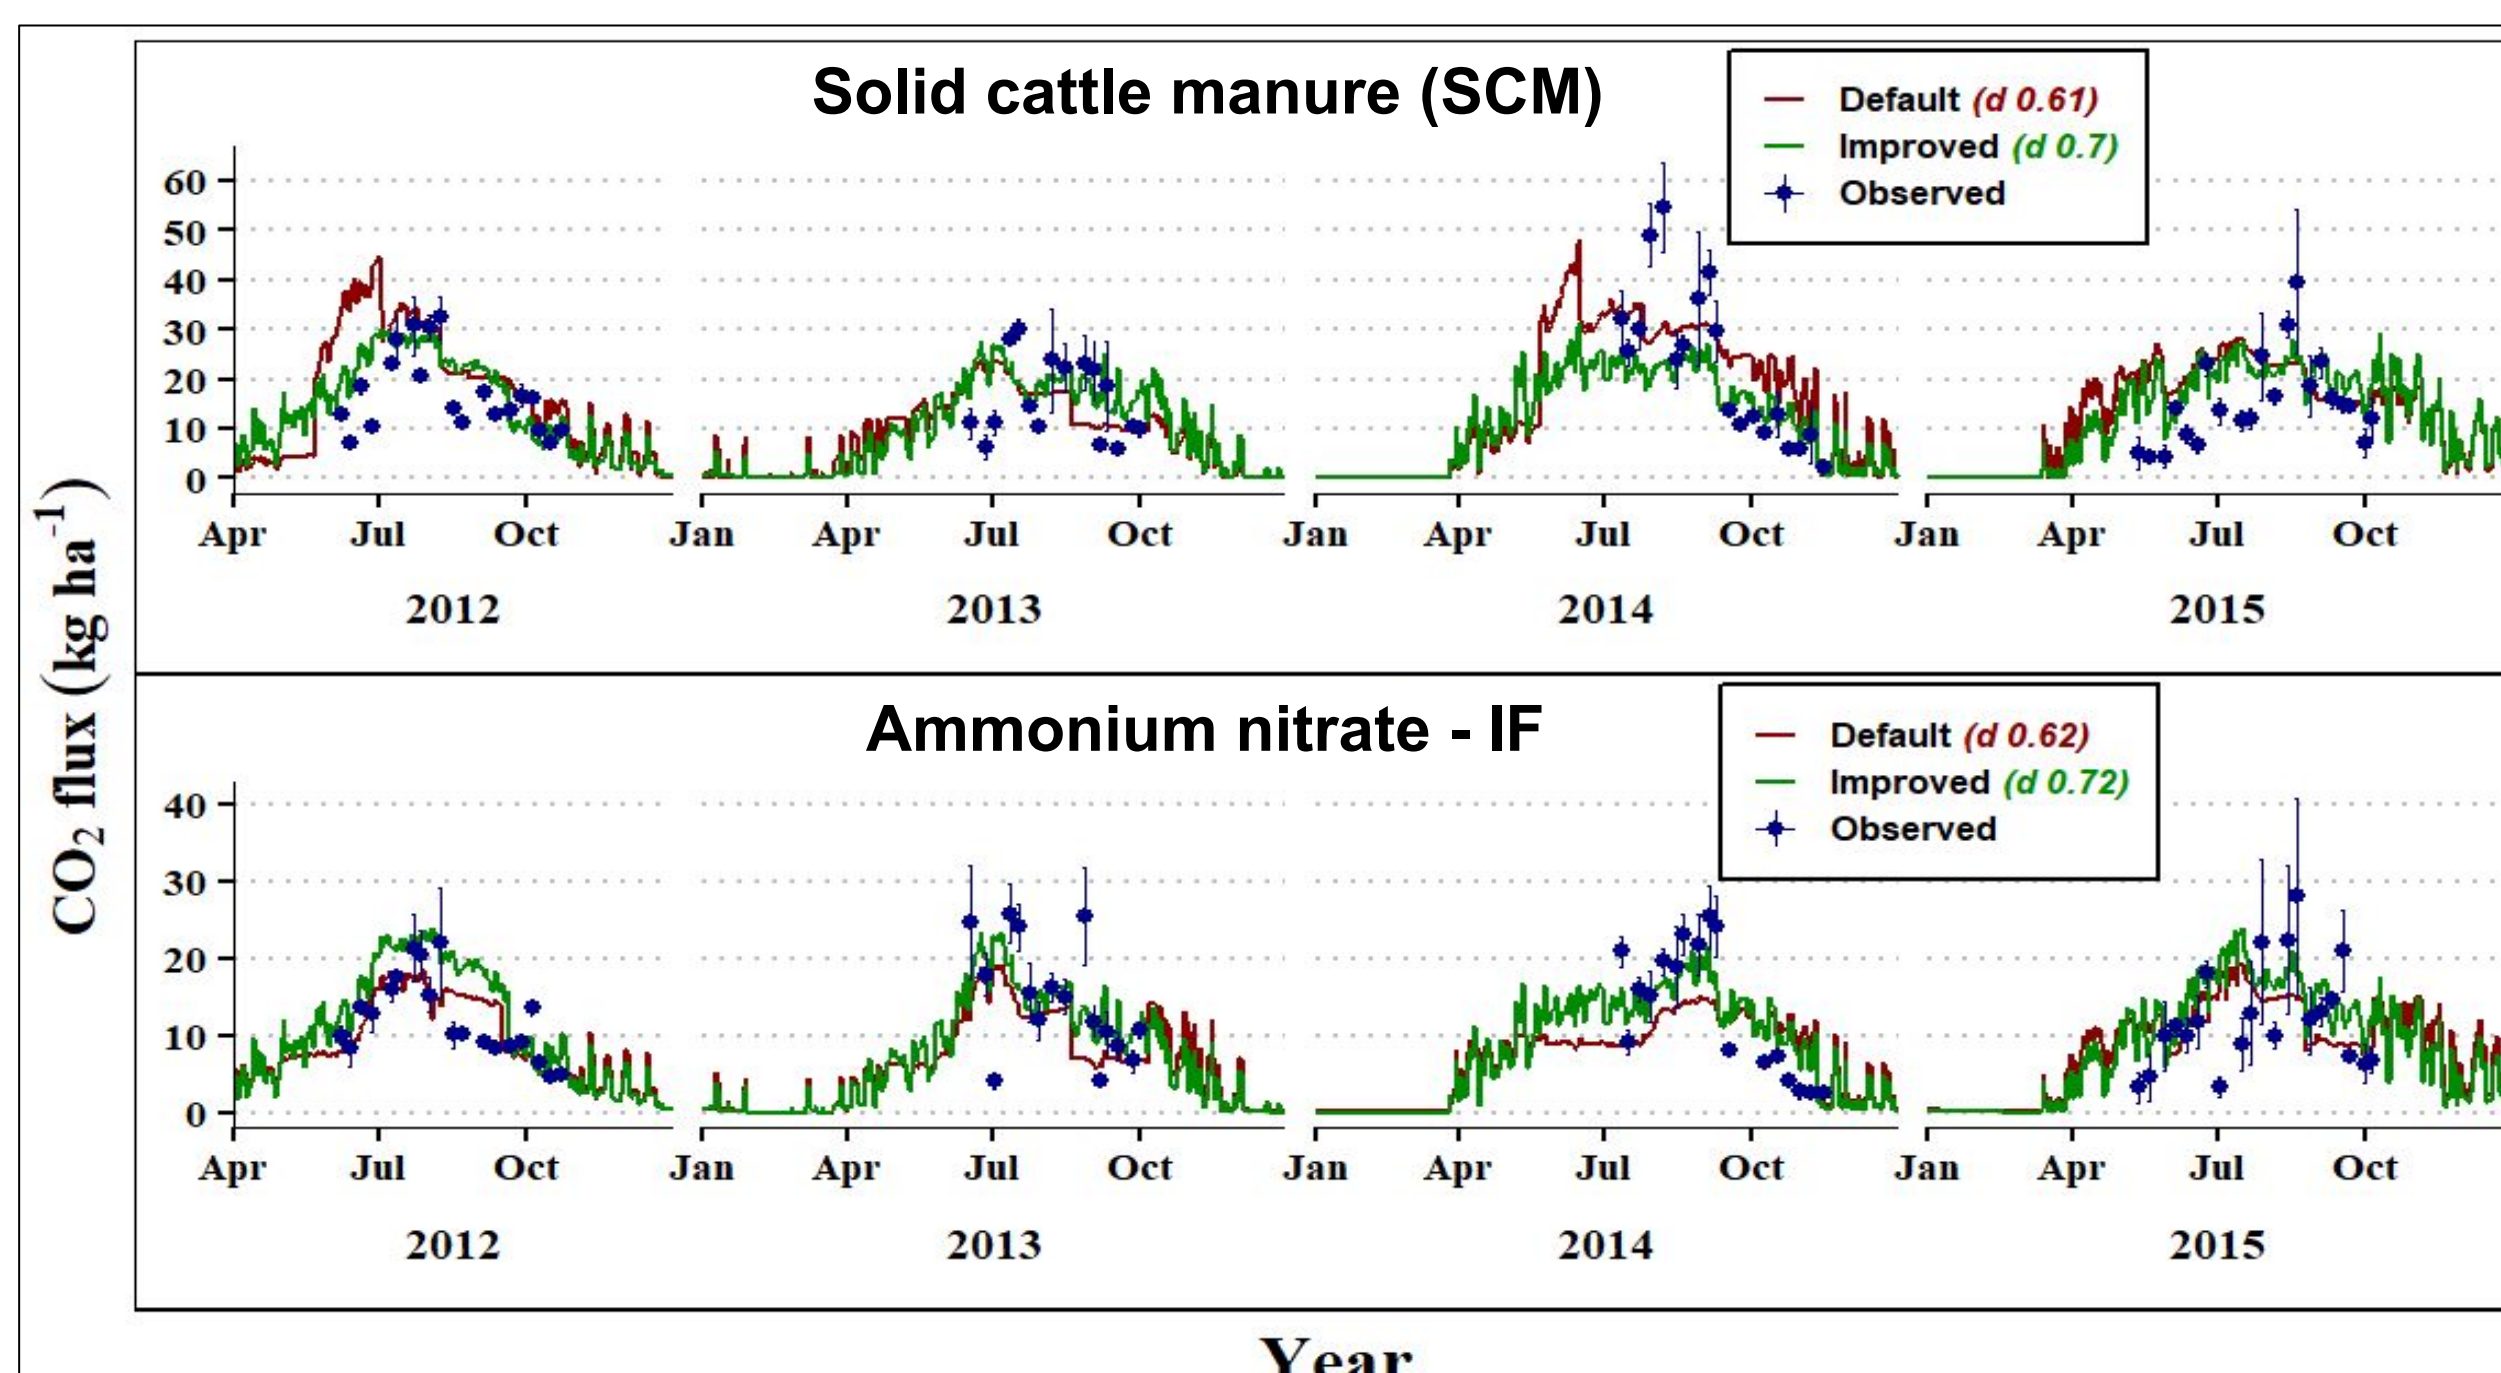 Solid cattle manure (SCM)
Default (d 0.61)
Improved (d 0.7)
Observed
60
50
40
30
20
10
0
Apr Jul Oct Jan Apr Jul Oct Jan Apr Jul Oct Jan Apr Jul Oct
2012 2013 2014 2015
CO₂ flux (kg ha⁻¹)
Ammonium nitrate - IF
Default (d 0.62)
Improved (d 0.72)
Observed
40
30
20
10
0
Apr Jul Oct Jan Apr Jul Oct Jan Apr Jul Oct Jan Apr Jul Oct
2012 2013 2014 2015
Year